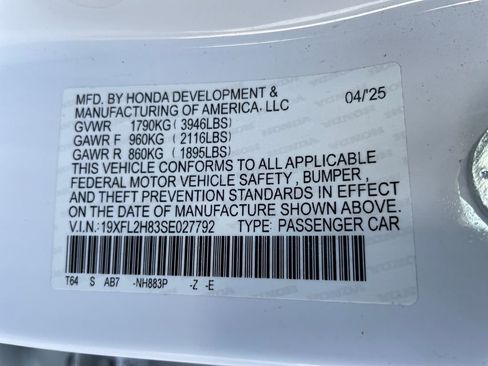 MFD. BY HONDA DEVELOPMENT &
MANUFACTURING OF AMERICA, LLC 04/25
GVWR 1790KG (3946LBS)
GAWR F 960KG (2116LBS)
GAWR R 860KG (1895LBS)
THIS VEHICLE CONFORMS TO ALL APPLICABLE
FEDERAL MOTOR VEHICLE SAFETY , BUMPER ,
AND THEFT PREVENTION STANDARDS IN EFFECT
ON THE DATE OF MANUFACTURE SHOWN ABOVE.
V.I.N.:19XFL2H83SE027792 TYPE: PASSENGER CAR
T64 S AB7 -NH883P -Z -E